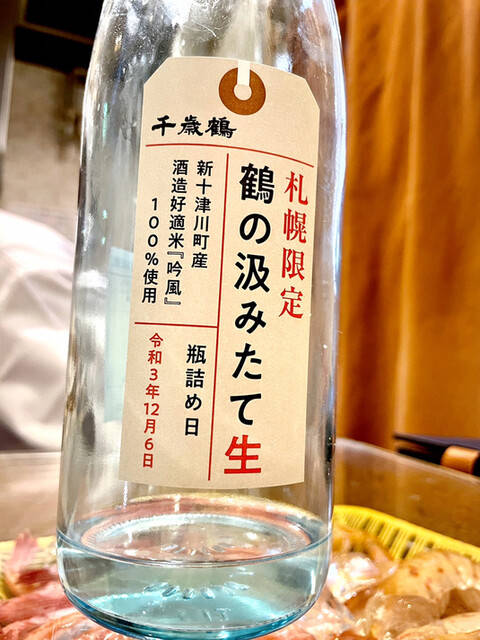 千歳鶴
札幌限定
鶴の汲みたて生
新十津川町産
酒造好適米『吟風』
100%使用
瓶詰め日
令和3年12月6日